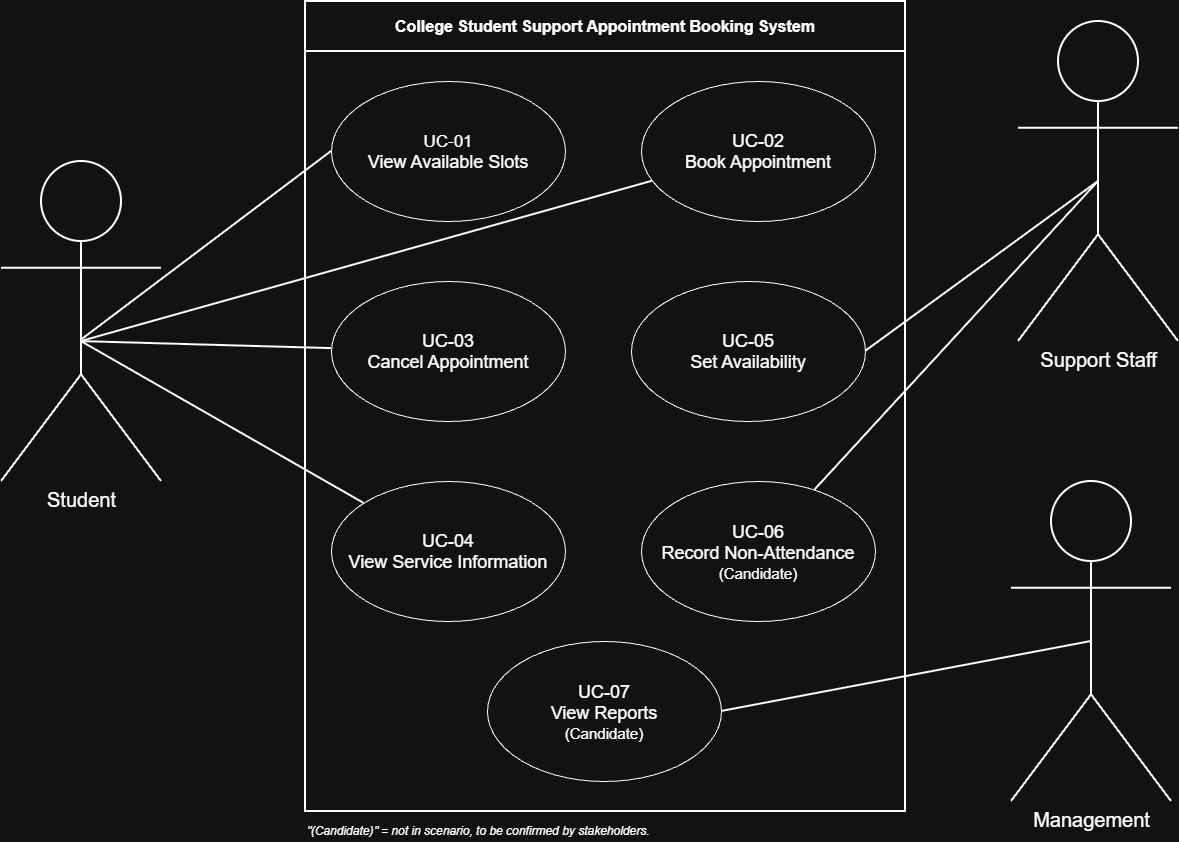 College Student Support Appointment Booking System
UC-01
View Available Slots
UC-02
Book Appointment
UC-03
Cancel Appointment
UC-05
Set Availability
Support Staff
Student
UC-04
View Service Information
UC-06
Record Non-Attendance
(Candidate)
UC-07
View Reports
(Candidate)
Management
"(Candidate)" = not in scenario, to be confirmed by stakeholders.